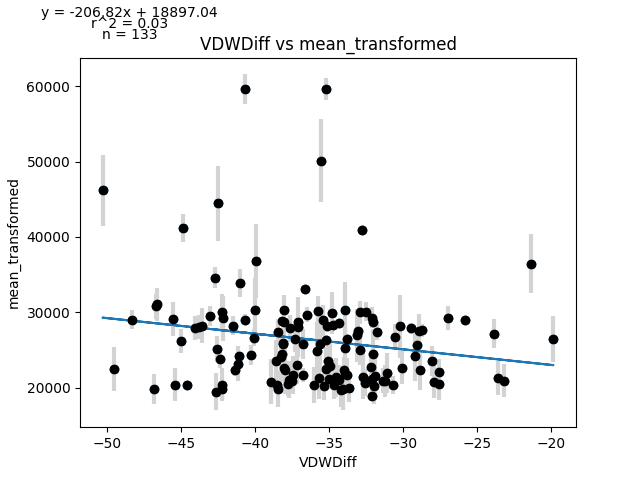 y = -206.82x + 18897.04
r^2 = 0.03
n = 133
VDWDiff vs mean_transformed
60000
50000
40000
30000
20000
mean_transformed
−50
−45
−40
−35
−30
−25
−20
VDWDiff